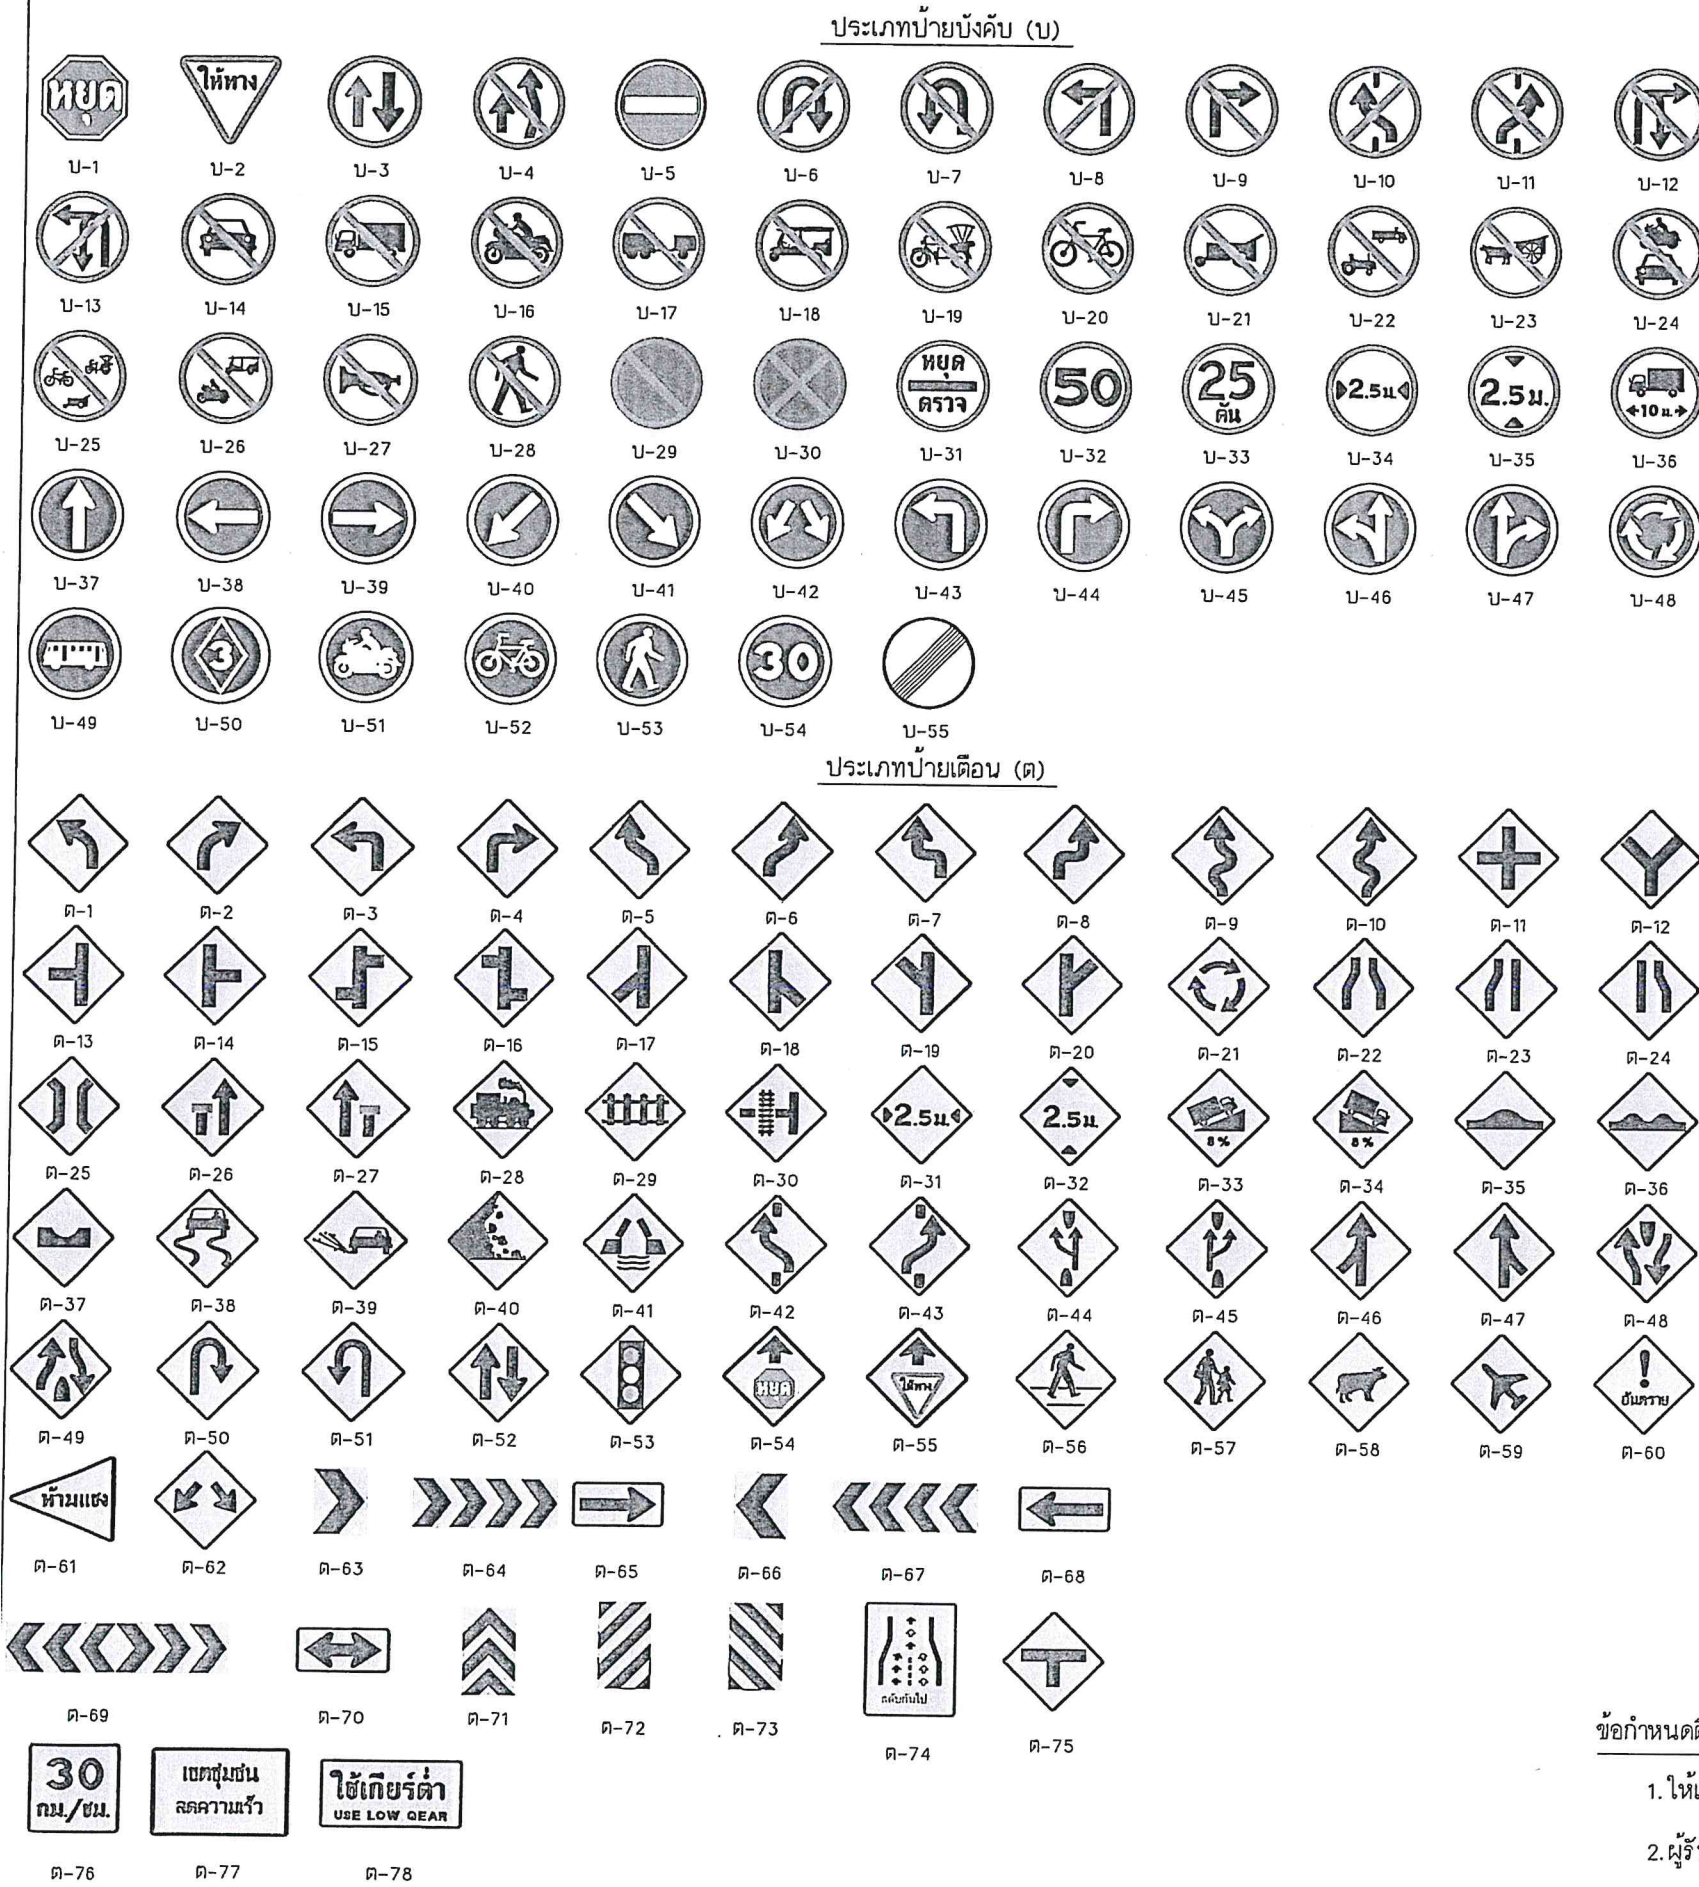 ประเภทป้ายบังคับ (บ)
หยุด
ให้ทาง
บ-1 บ-2 บ-3 บ-4 บ-5 บ-6 บ-7 บ-8 บ-9 บ-10 บ-11 บ-12
บ-13 บ-14 บ-15 บ-16 บ-17 บ-18 บ-19 บ-20 บ-21 บ-22 บ-23 บ-24
หยุด
ตรวจ
50
25
ตัน
2.5ม.
2.5ม.
10 ม.
บ-25 บ-26 บ-27 บ-28 บ-29 บ-30 บ-31 บ-32 บ-33 บ-34 บ-35 บ-36
บ-37 บ-38 บ-39 บ-40 บ-41 บ-42 บ-43 บ-44 บ-45 บ-46 บ-47 บ-48
3
30
บ-49 บ-50 บ-51 บ-52 บ-53 บ-54 บ-55
ประเภทป้ายเตือน (ต)
ต-1 ต-2 ต-3 ต-4 ต-5 ต-6 ต-7 ต-8 ต-9 ต-10 ต-11 ต-12
ต-13 ต-14 ต-15 ต-16 ต-17 ต-18 ต-19 ต-20 ต-21 ต-22 ต-23 ต-24
2.5ม.
2.5ม.
8%
8%
ต-25 ต-26 ต-27 ต-28 ต-29 ต-30 ต-31 ต-32 ต-33 ต-34 ต-35 ต-36
ต-37 ต-38 ต-39 ต-40 ต-41 ต-42 ต-43 ต-44 ต-45 ต-46 ต-47 ต-48
หยุด
ให้ทาง
อันตราย
ต-49 ต-50 ต-51 ต-52 ต-53 ต-54 ต-55 ต-56 ต-57 ต-58 ต-59 ต-60
ห้ามแซง
ต-61 ต-62 ต-63 ต-64 ต-65 ต-66 ต-67 ต-68
สลับกันไป
ต-69 ต-70 ต-71 ต-72 ต-73 ต-74 ต-75
30
กม./ชม.
เขตชุมชน
ลดความเร็ว
ใช้เกียร์ต่ำ
USE LOW GEAR
ต-76 ต-77 ต-78
ข้อกำหนด
1. ให้
2. ผู้รั